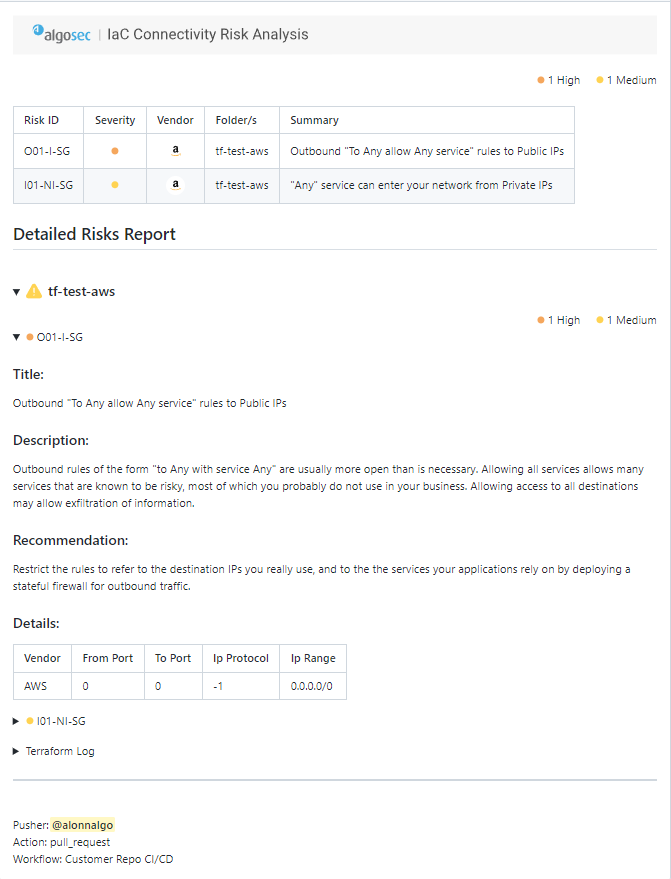 algosec | IaC Connectivity Risk Analysis
1 High 1 Medium
Risk ID Severity Vendor Folder/s Summary
O01-I-SG a tf-test-aws Outbound "To Any allow Any service" rules to Public IPs
I01-NI-SG a tf-test-aws "Any" service can enter your network from Private IPs
Detailed Risks Report
tf-test-aws
1 High 1 Medium
O01-I-SG
Title:
Outbound "To Any allow Any service" rules to Public IPs
Description:
Outbound rules of the form "to Any with service Any" are usually more open than is necessary. Allowing all services allows many
services that are known to be risky, most of which you probably do not use in your business. Allowing access to all destinations
may allow exfiltration of information.
Recommendation:
Restrict the rules to refer to the destination IPs you really use, and to the the services your applications rely on by deploying a
stateful firewall for outbound traffic.
Details:
Vendor From Port To Port Ip Protocol Ip Range
AWS 0 0 -1 0.0.0.0/0
I01-NI-SG
Terraform Log
Pusher: @alonnalgo
Action: pull_request
Workflow: Customer Repo CI/CD